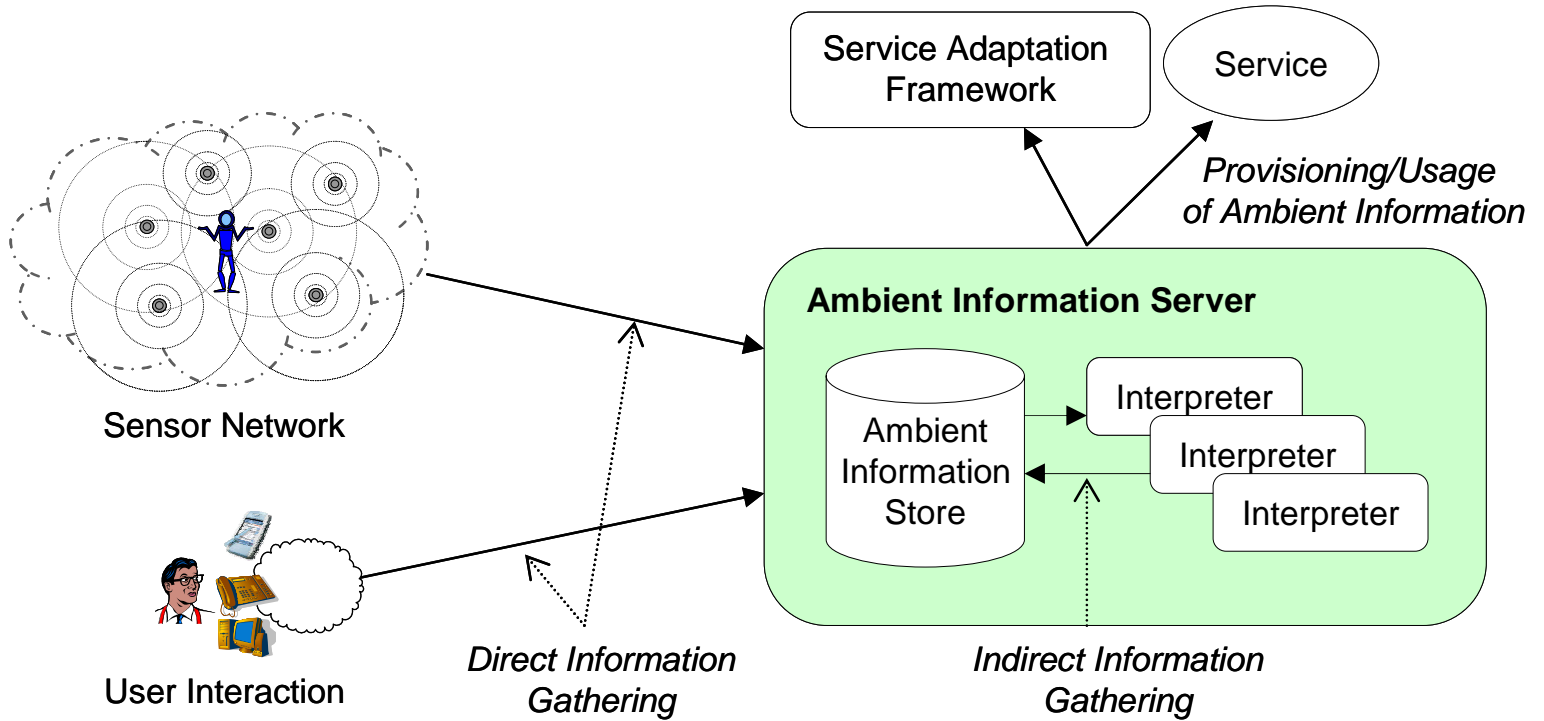 Service Adaptation
Framework
Service
Provisioning/Usage
of Ambient Information
Ambient Information Server
Ambient
Information
Store
Interpreter
Interpreter
Interpreter
Sensor Network
User Interaction
Direct Information
Gathering
Indirect Information
Gathering